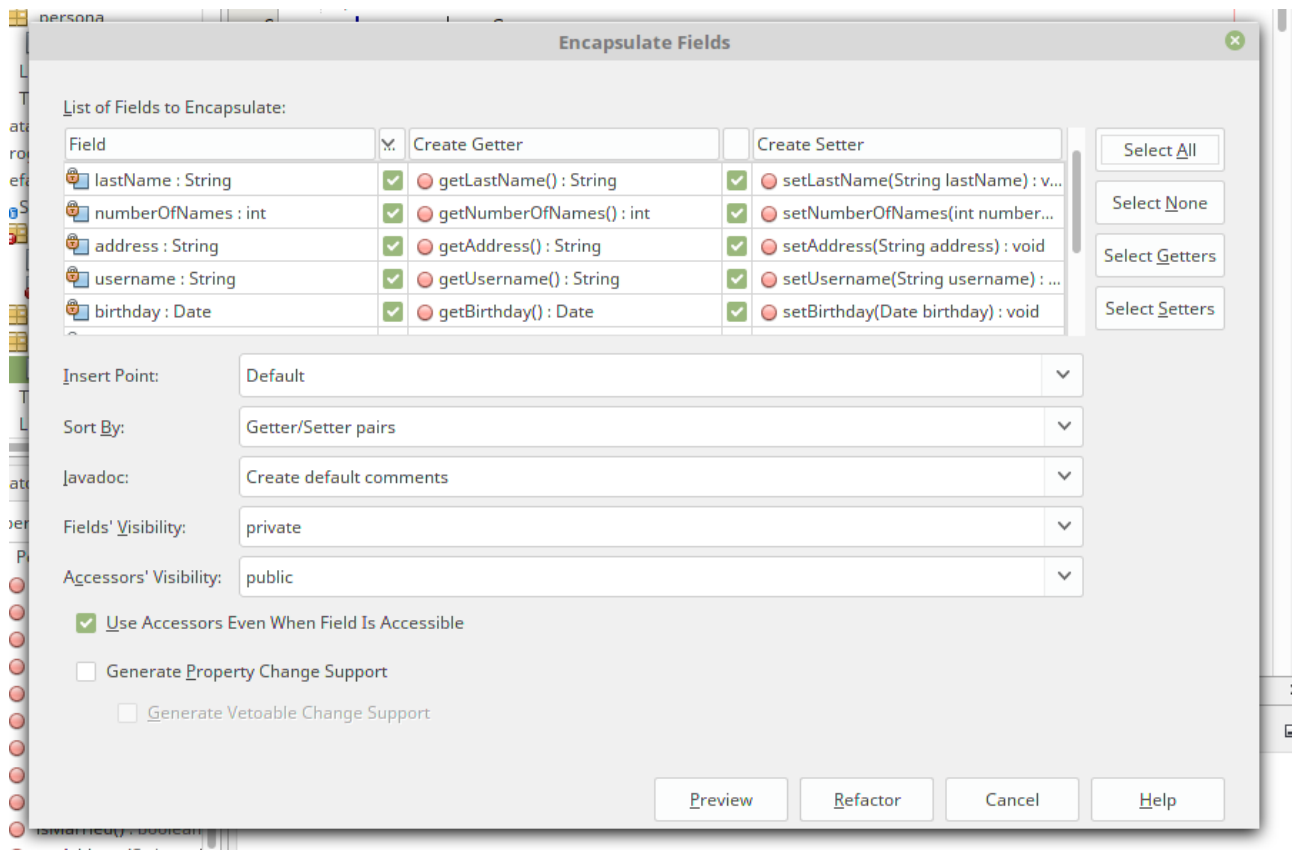 persona
Encapsulate Fields
List of Fields to Encapsulate:
Field Create Getter Create Setter
lastName : String getLastName() : String setLastName(String lastName) : v...
numberOfNames : int getNumberOfNames() : int setNumberOfNames(int number...
address : String getAddress() : String setAddress(String address) : void
username : String getUsername() : String setUsername(String username) : ...
birthday : Date getBirthday() : Date setBirthday(Date birthday) : void
Select All
Select None
Select Getters
Select Setters
Insert Point: Default
Sort By: Getter/Setter pairs
Javadoc: Create default comments
Fields' Visibility: private
Accessors' Visibility: public
Use Accessors Even When Field Is Accessible
Generate Property Change Support
Generate Vetoable Change Support
Preview Refactor Cancel Help